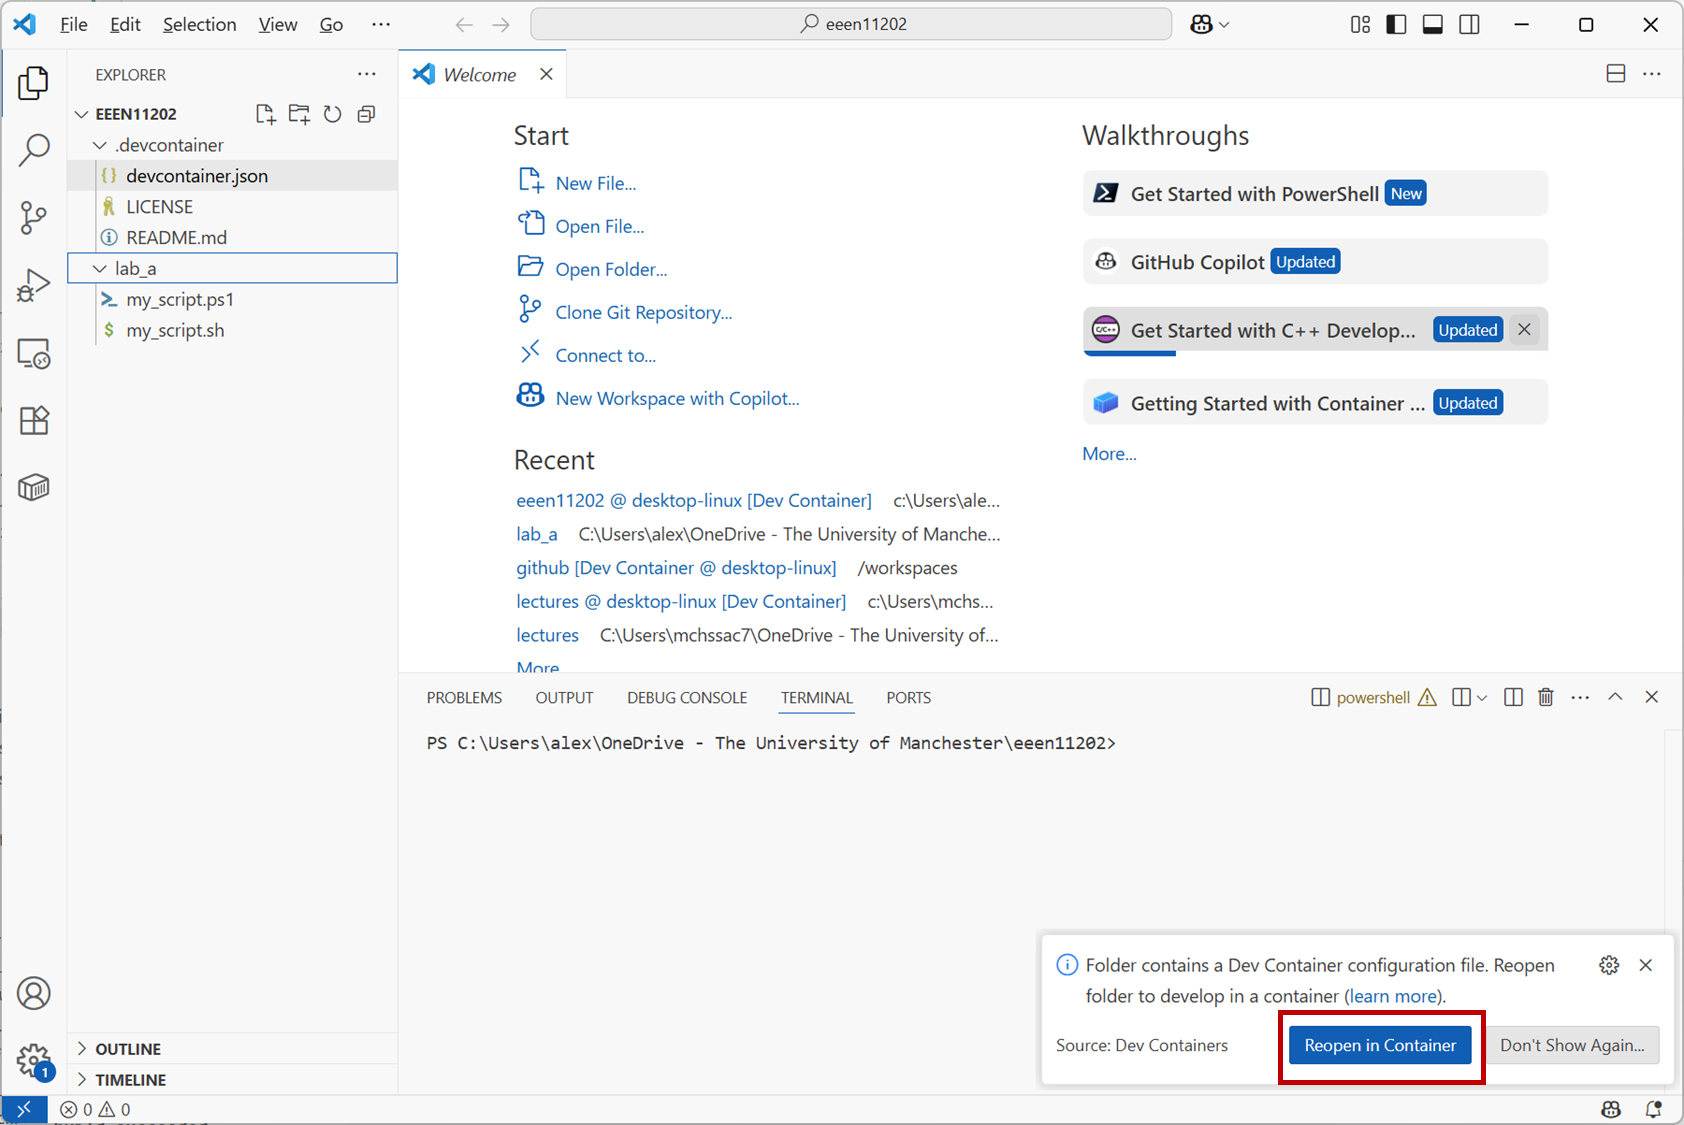 File Edit Selection View Go ··· eeen11202
EXPLORER ···
EEEN11202
.devcontainer
{} devcontainer.json
LICENSE
README.md
lab_a
my_script.ps1
$ my_script.sh
OUTLINE
TIMELINE
1
0 0
Welcome
Start
New File...
Open File...
Open Folder...
Clone Git Repository...
Connect to...
New Workspace with Copilot...
Recent
eeen11202 @ desktop-linux [Dev Container] c:\Users\ale...
lab_a C:\Users\alex\OneDrive - The University of Manche...
github [Dev Container @ desktop-linux] /workspaces
lectures @ desktop-linux [Dev Container] c:\Users\mchs...
lectures C:\Users\mchssac7\OneDrive - The University of...
More
Walkthroughs
Get Started with PowerShell New
GitHub Copilot Updated
C/C++ Get Started with C++ Develop... Updated
Getting Started with Container ... Updated
More...
PROBLEMS OUTPUT DEBUG CONSOLE TERMINAL PORTS powershell
PS C:\Users\alex\OneDrive - The University of Manchester\eeen11202>
Folder contains a Dev Container configuration file. Reopen
folder to develop in a container (learn more).
Source: Dev Containers Reopen in Container Don't Show Again...